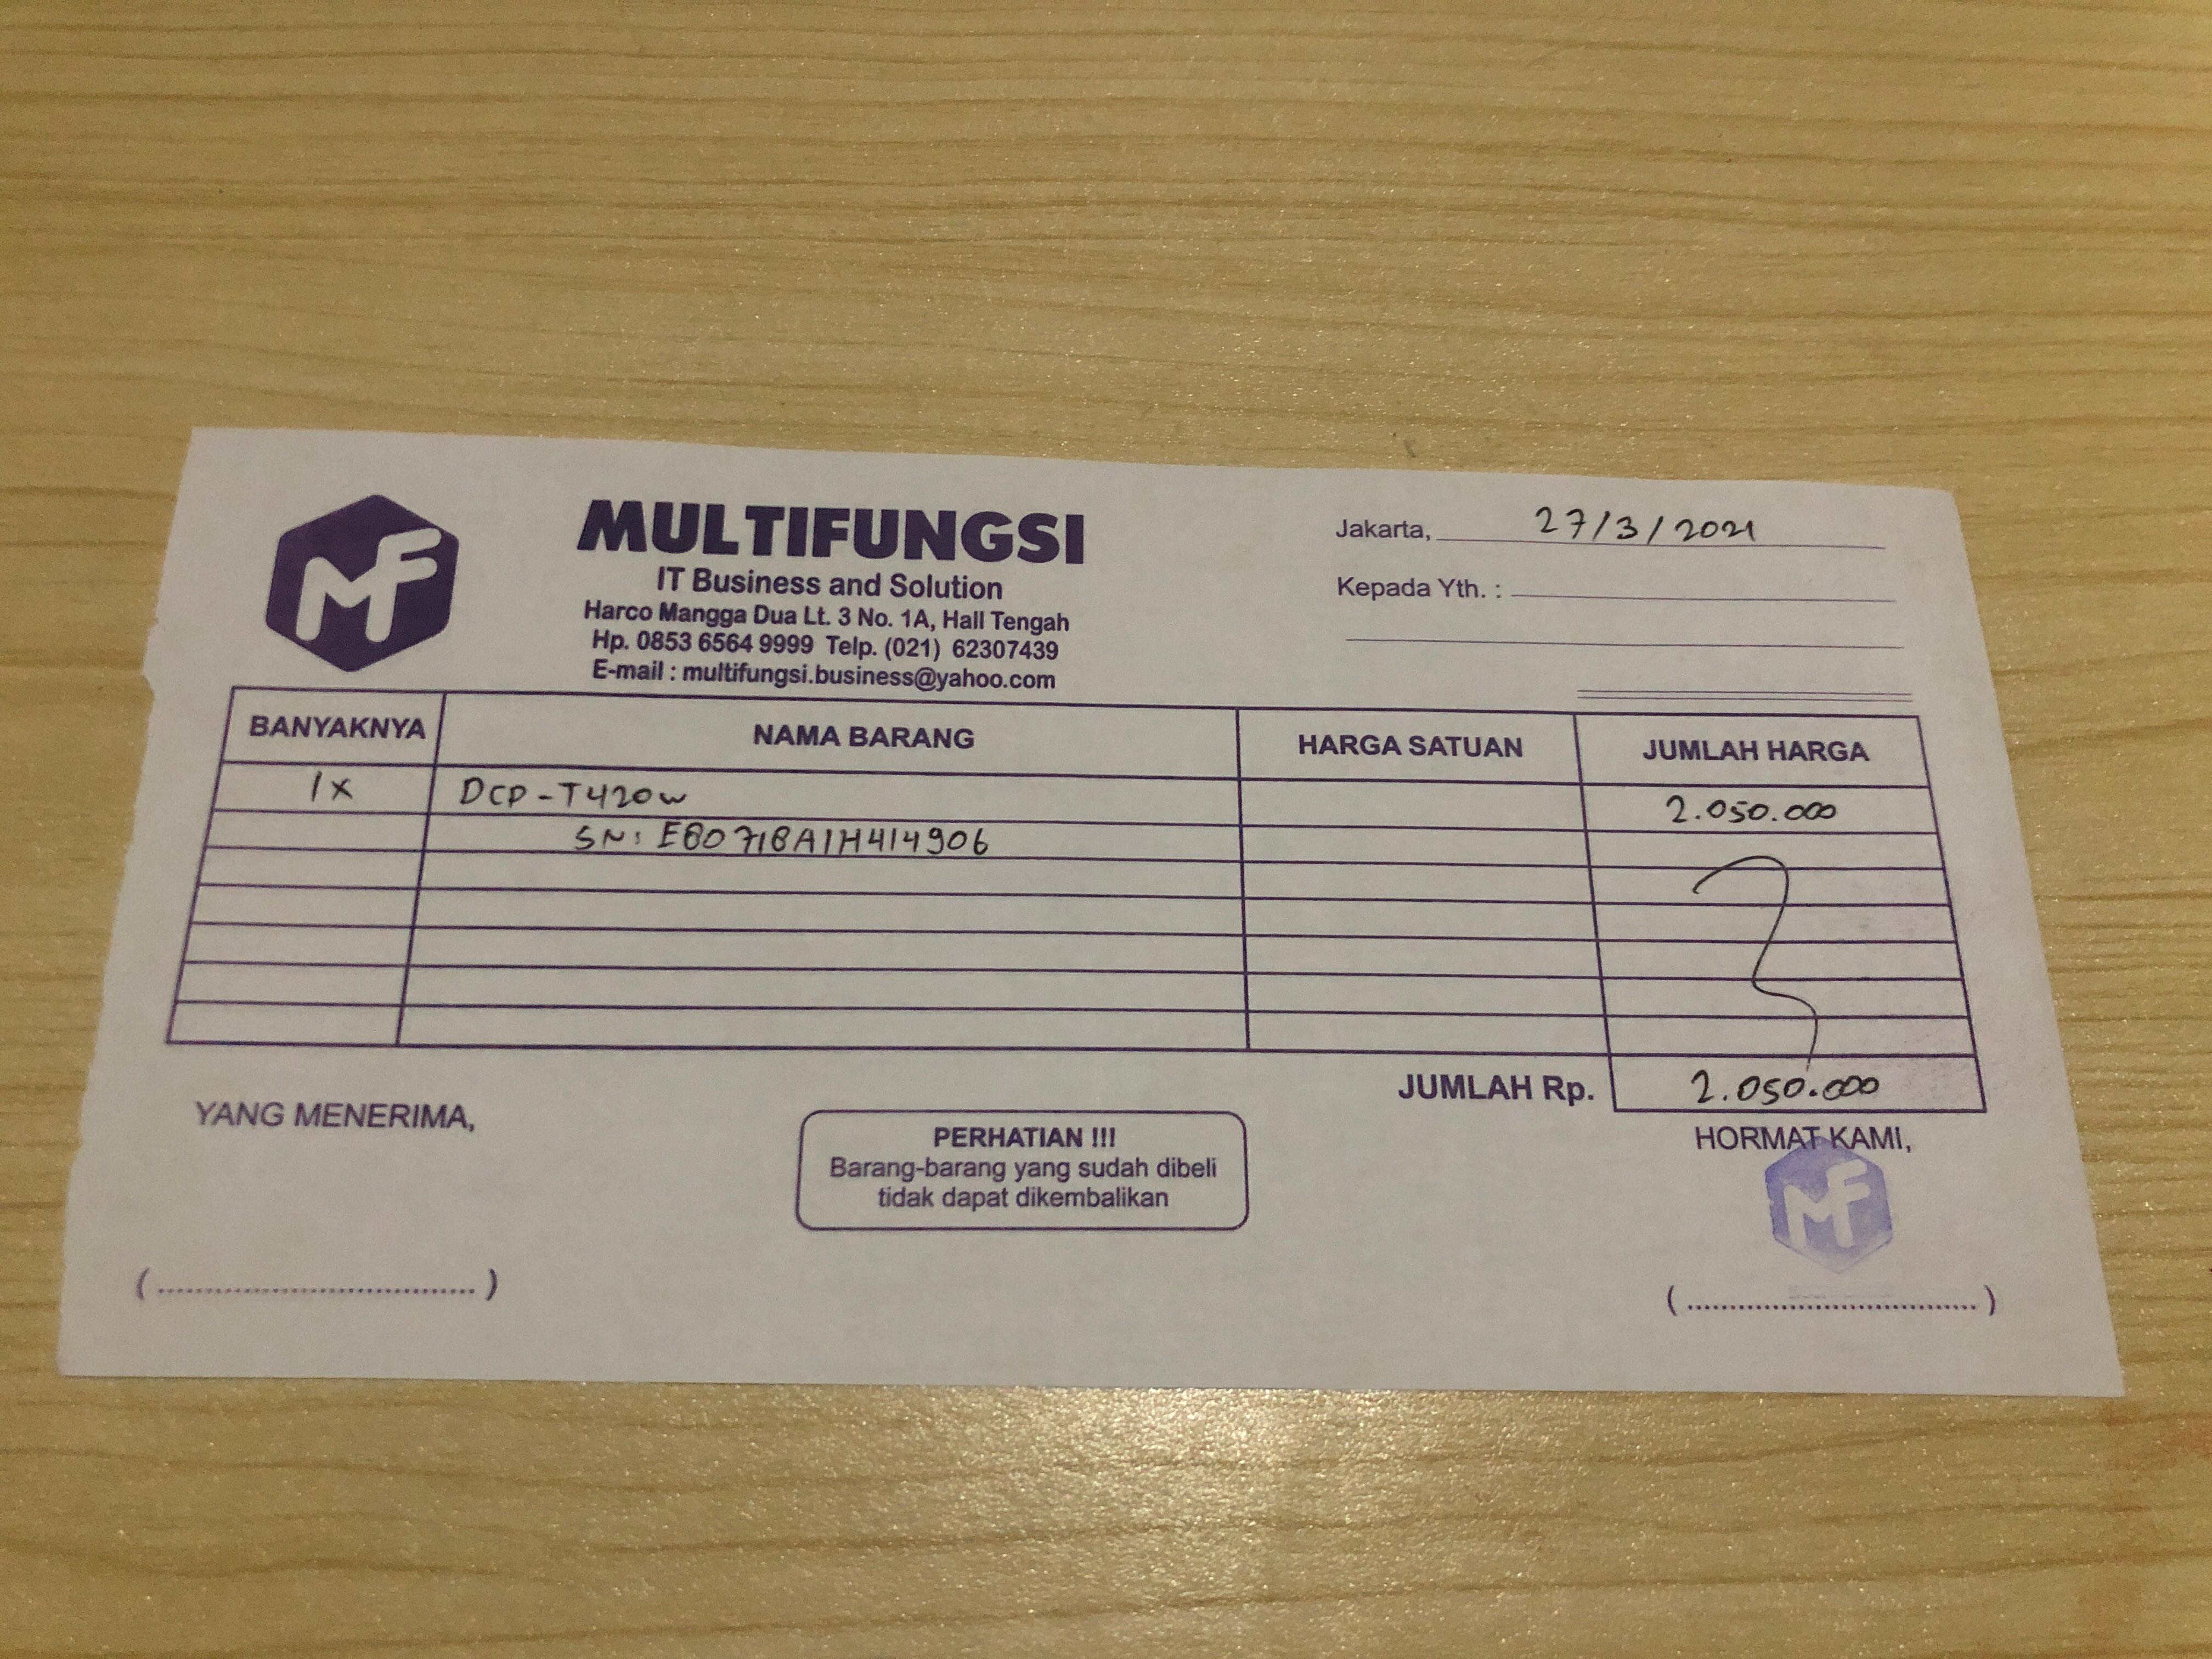 MF
MULTIFUNGSI
IT Business and Solution
Harco Mangga Dua Lt. 3 No. 1A, Hall Tengah
Hp. 0853 6564 9999 Telp. (021) 62307439
E-mail : multifungsi.business@yahoo.com
Jakarta, 27/3/2021
Kepada Yth. :
BANYAKNYA NAMA BARANG HARGA SATUAN JUMLAH HARGA
1x DCP-T420w 2.050.000
SN: E80718A1H414906
JUMLAH Rp. 2.050.000
YANG MENERIMA,
PERHATIAN !!!
Barang-barang yang sudah dibeli
tidak dapat dikembalikan
HORMAT KAMI,
MF
(....................................)
(....................................)